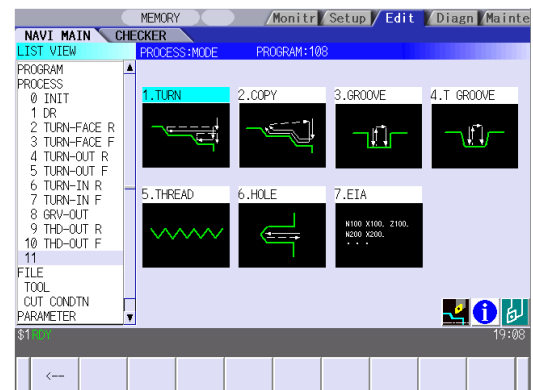 MEMORY Monitr Setup Edit Diagn Mainte
NAVI MAIN CHECKER
LIST VIEW PROCESS:MODE PROGRAM:108
PROGRAM
PROCESS
0 INIT
1 DR
2 TURN-FACE R
3 TURN-FACE F
4 TURN-OUT R
5 TURN-OUT F
6 TURN-IN R
7 TURN-IN F
8 GRV-OUT
9 THD-OUT R
10 THD-OUT F
11
FILE
TOOL
CUT CONDTN
PARAMETER
1.TURN 2.COPY 3.GROOVE 4.T GROOVE
5.THREAD 6.HOLE 7.EIA
N100 X100. Z100.
N200 X200.
. . .
i
$1 RDY 19:08
<--